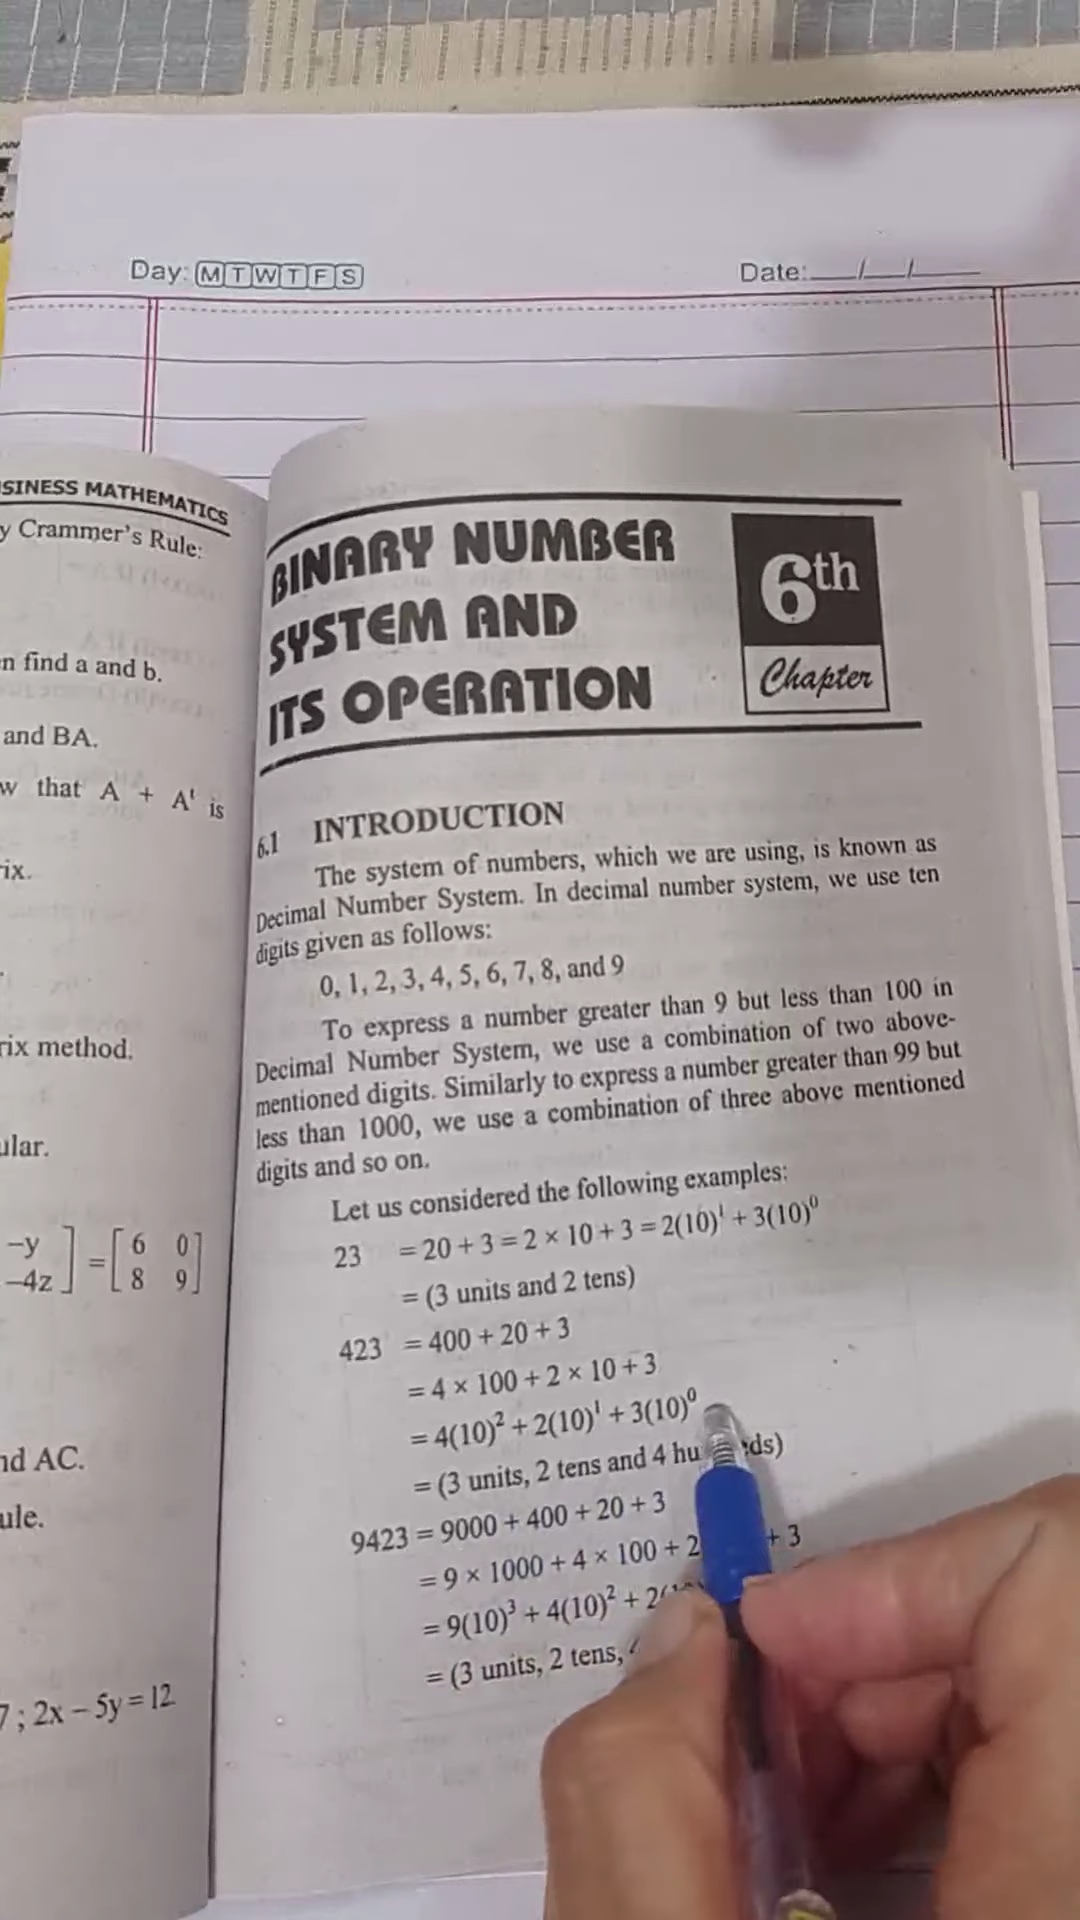 Day: M T W T F S
Date: __/__/____
SINESS MATHEMATICS
y Crammer's Rule:
n find a and b.
and BA.
w that A + Aᵗ is
ix.
rix method.
ular.
-y ] = [ 6 0 ]
-4z ] [ 8 9 ]
nd AC.
ule.
7 ; 2x – 5y = 12
BINARY NUMBER
SYSTEM AND
ITS OPERATION
6th
Chapter
6.1 INTRODUCTION
The system of numbers, which we are using, is known as
Decimal Number System. In decimal number system, we use ten
digits given as follows:
0, 1, 2, 3, 4, 5, 6, 7, 8, and 9
To express a number greater than 9 but less than 100 in
Decimal Number System, we use a combination of two above-
mentioned digits. Similarly to express a number greater than 99 but
less than 1000, we use a combination of three above mentioned
digits and so on.
Let us considered the following examples:
23 = 20 + 3 = 2 × 10 + 3 = 2(10)¹ + 3(10)⁰
= (3 units and 2 tens)
423 = 400 + 20 + 3
= 4 × 100 + 2 × 10 + 3
= 4(10)² + 2(10)¹ + 3(10)⁰
= (3 units, 2 tens and 4 hu ds)
9423 = 9000 + 400 + 20 + 3
= 9 × 1000 + 4 × 100 + 2 + 3
= 9(10)³ + 4(10)² + 2(
= (3 units, 2 tens,